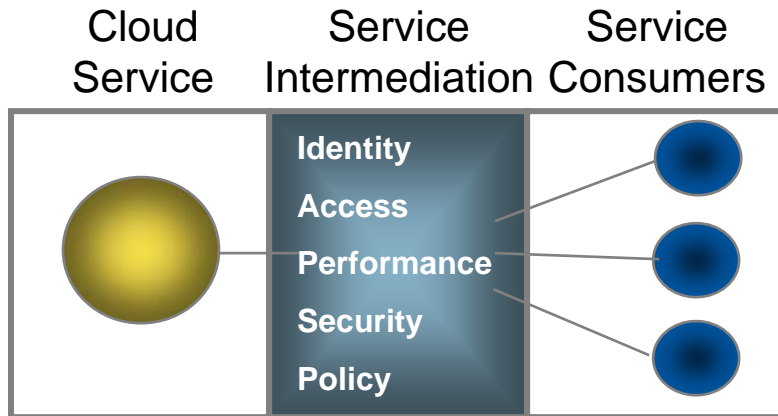 Cloud
Service
Service
Intermediation
Service
Consumers
Identity
Access
Performance
Security
Policy